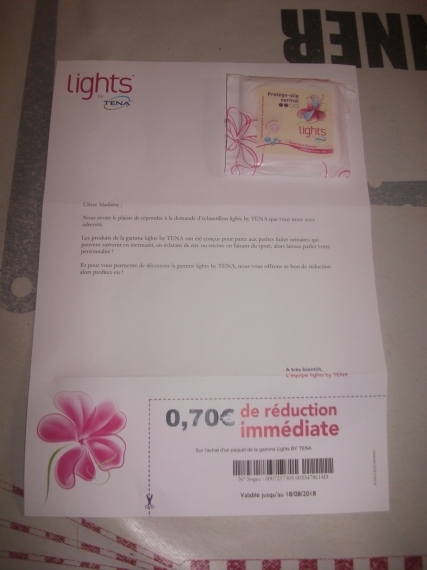 NNER
lights
by TENA
Protège-slip
normal
lights
Chère Madame,
Nous avons le plaisir de répondre à la demande d'échantillon lights by TENA que vous nous avez
adressée.
Les produits de la gamme lights by TENA ont été conçus pour parer aux petites fuites urinaires qui
peuvent survenir en éternuant, un éclatant de rire ou encore en faisant du sport, alors laissez parler votre
personnalité !
Et pour vous permettre de découvrir la gamme lights by TENA, nous vous offrons ce bon de réduction
alors profitez-en !
A très bientôt,
L'équipe lights by TENA
0,70€ de réduction
immédiate
Sur l'achat d'un paquet de la gamme Lights BY TENA
Valable jusqu'au 18/08/2018